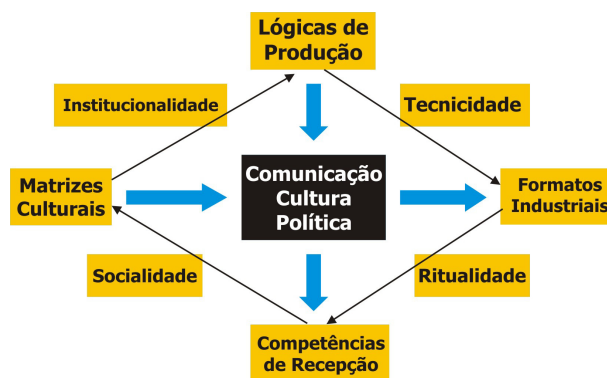 Lógicas de
Produção
Institucionalidade
Tecnicidade
Matrizes
Culturais
Comunicação
Cultura
Política
Formatos
Industriais
Socialidade
Ritualidade
Competências
de Recepção